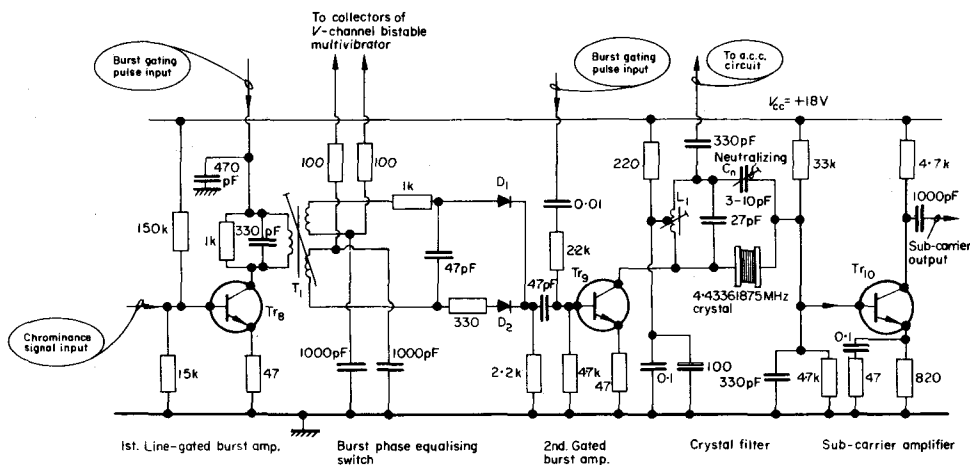 To collectors of
V-channel bistable
multivibrator
Burst gating
pulse input
Burst gating
pulse input
To a.c.c.
circuit
Vcc = +18V
470
pF
100
100
330pF
220
Neutralizing
Cn
3-10pF
33k
4·7k
1000pF
150k
1k
330pF
1k
D1
0·01
L1
27pF
Sub-carrier
output
T1
47pF
22k
Tr8
47pF
Tr9
4·43361875MHz
crystal
Tr10
330
D2
Chrominance
signal input
15k
47
1000pF
1000pF
2·2k
47k
47
0·1
100
330pF
47k
0·1
47
820
1st. Line-gated burst amp.
Burst phase equalising
switch
2nd. Gated
burst amp.
Crystal filter
Sub-carrier amplifier